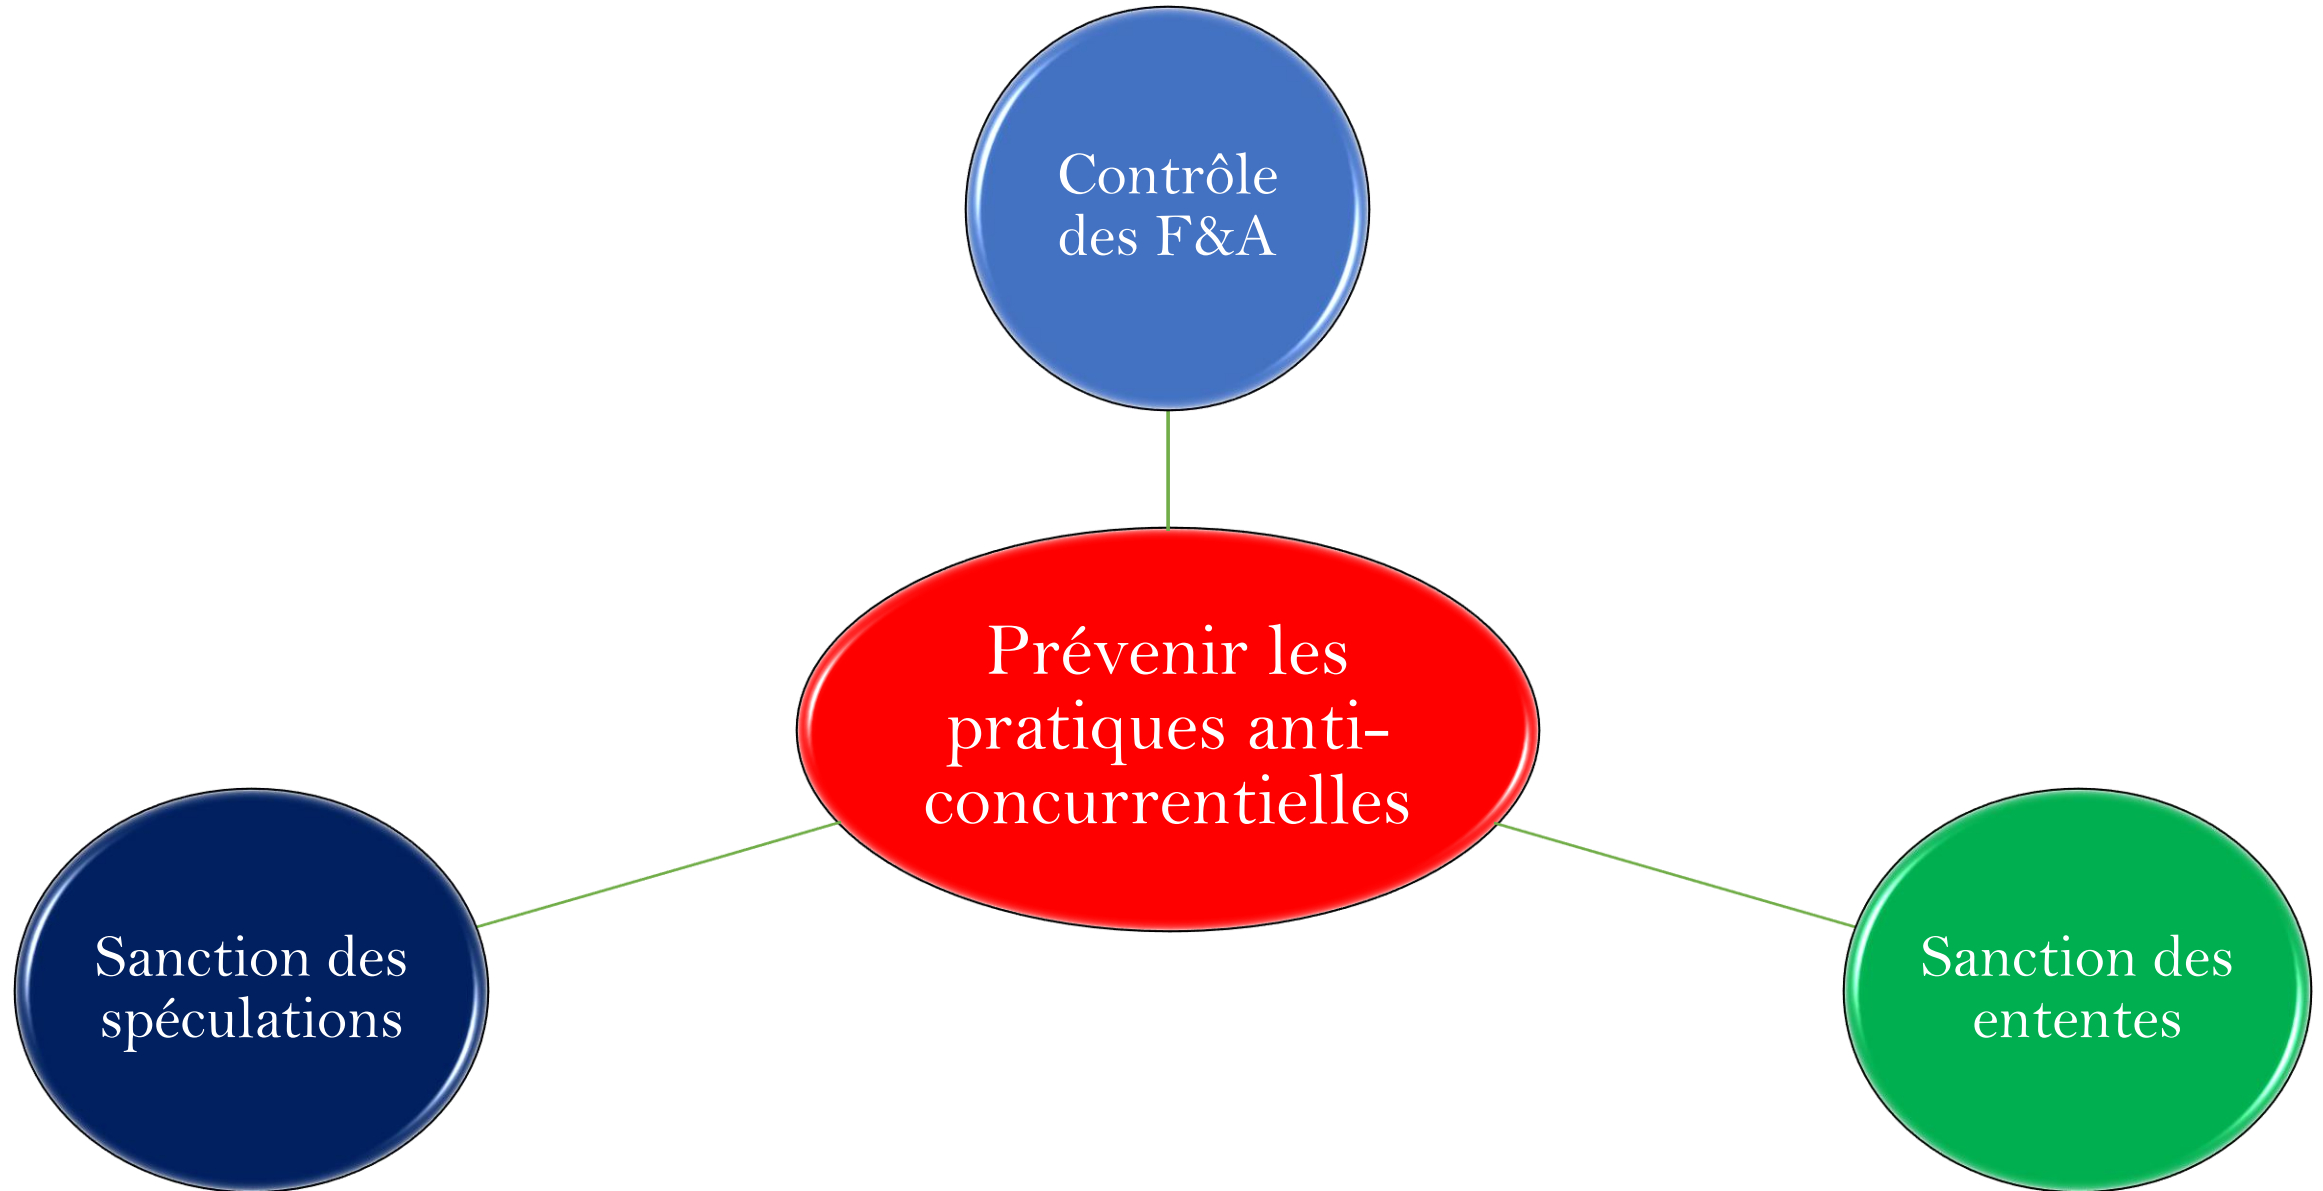 Contrôle
des F&A
Prévenir les
pratiques anti-
concurrentielles
Sanction des
spéculations
Sanction des
ententes